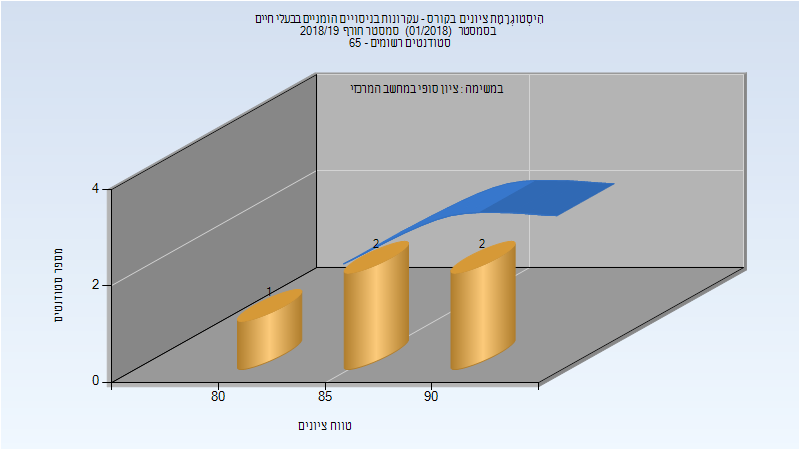 היסטוגרמת ציונים בקורס - עקרונות בניסויים הומניים בבעלי חיים
בסמסטר (01/2018) סמסטר חורף 2018/19
סטודנטים רשומים - 65
במשימה : ציון סופי במחשב המרכזי
מספר סטודנטים
4
2
0
1
2
2
80
85
90
טווח ציונים